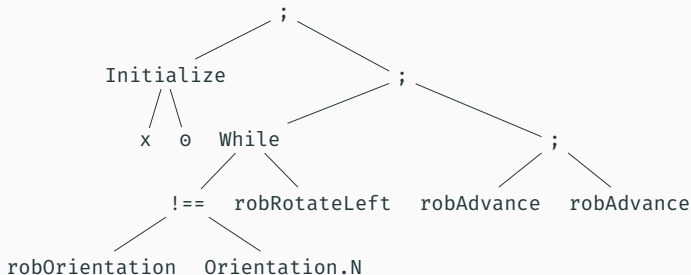 ;
Initialize ;
x 0 While ;
!== robRotateLeft robAdvance robAdvance
robOrientation Orientation.N